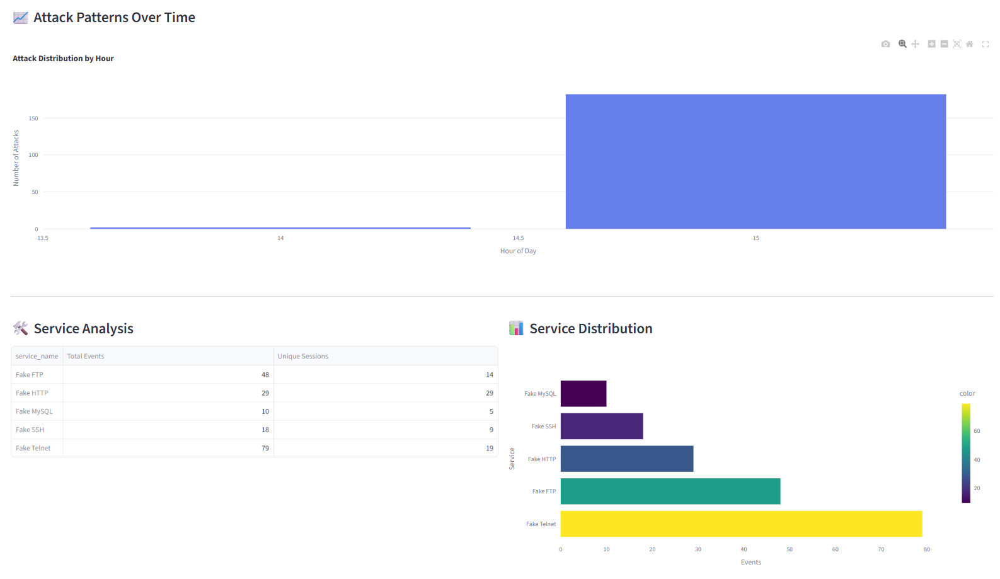 Attack Patterns Over Time
Attack Distribution by Hour
Number of Attacks
150
100
50
0
13.5 14 14.5 15
Hour of Day
Service Analysis
service_name Total Events Unique Sessions
Fake FTP 48 14
Fake HTTP 29 29
Fake MySQL 10 5
Fake SSH 18 9
Fake Telnet 79 19
Service Distribution
Service
Fake MySQL
Fake SSH
Fake HTTP
Fake FTP
Fake Telnet
0 10 20 30 40 50 60 70 80
Events
color
60
40
20